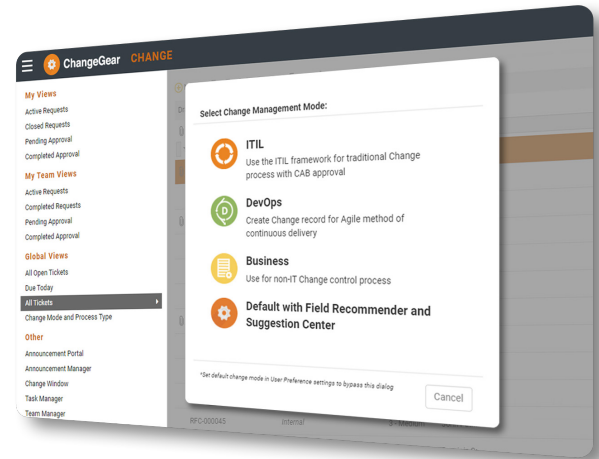 ChangeGear CHANGE
My Views
Active Requests
Closed Requests
Pending Approval
Completed Approval
My Team Views
Active Requests
Completed Requests
Pending Approval
Completed Approval
Global Views
All Open Tickets
Due Today
All Tickets
Change Mode and Process Type
Other
Announcement Portal
Announcement Manager
Change Window
Task Manager
Team Manager
Select Change Management Mode:
ITIL
Use the ITIL framework for traditional Change
process with CAB approval
D
DevOps
Create Change record for Agile method of
continuous delivery
Business
Use for non-IT Change control process
Default with Field Recommender and
Suggestion Center
*Set default change mode in User Preference settings to bypass this dialog
Cancel
RFC-000045 Internal